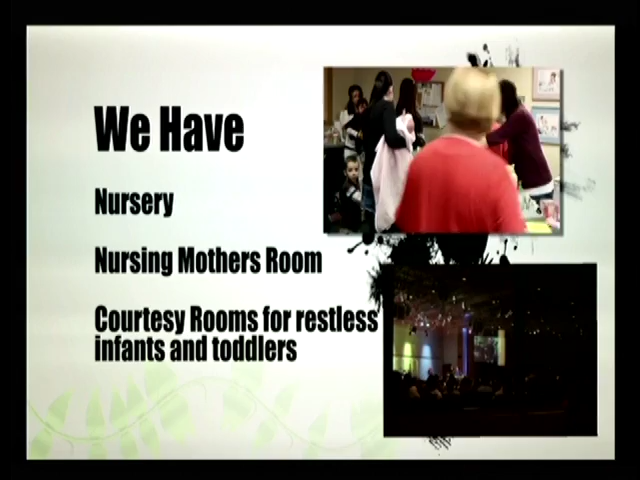 We Have
Nursery
Nursing Mothers Room
Courtesy Rooms for restless
infants and toddlers